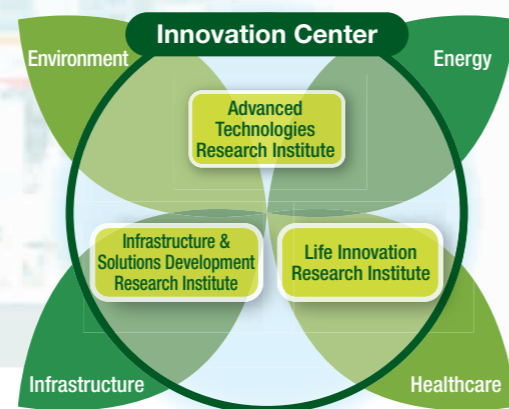 Innovation Center
Environment
Energy
Advanced
Technologies
Research Institute
Infrastructure &
Solutions Development
Research Institute
Life Innovation
Research Institute
Infrastructure
Healthcare